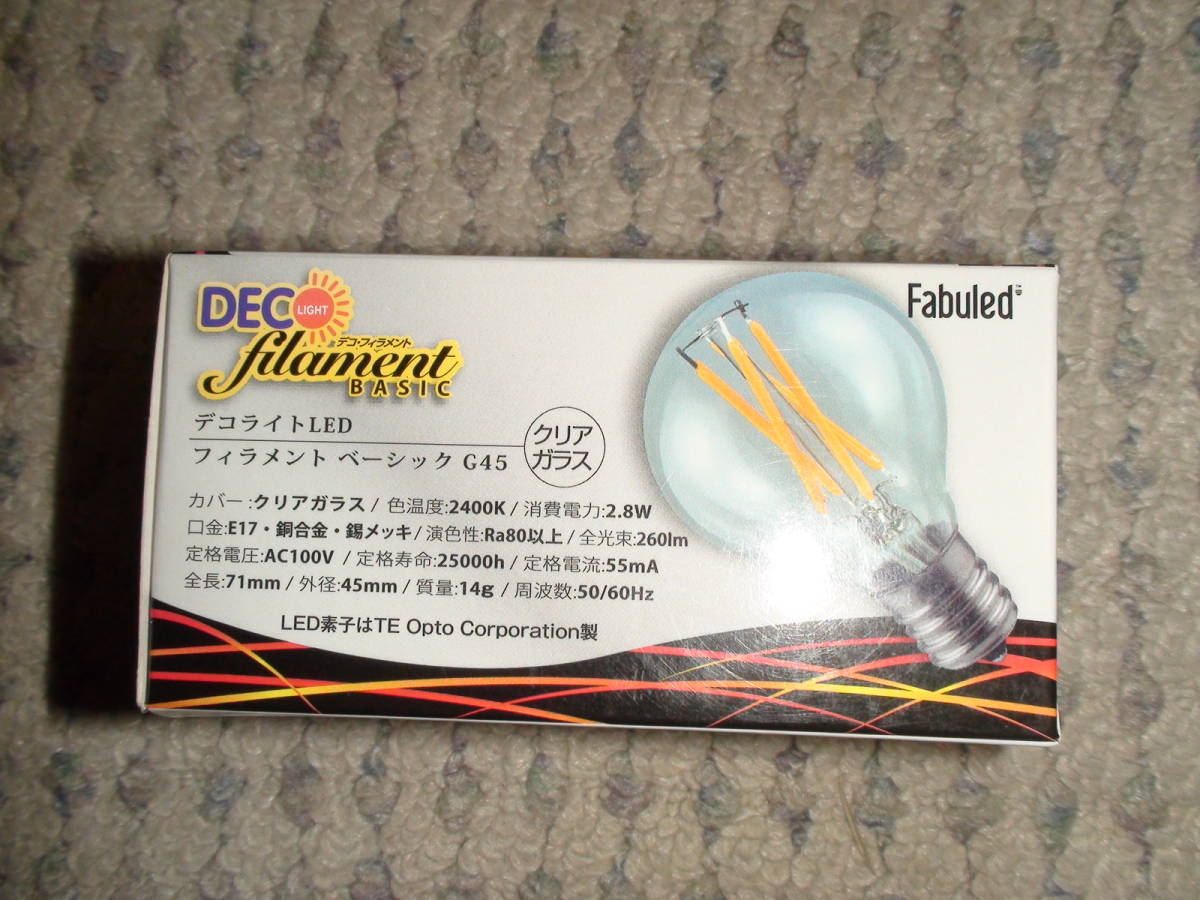 DECO LIGHT
デコ・フィラメント
filament
BASIC
Fabuled™
デコライトLED
フィラメント ベーシック G45
クリア
ガラス
カバー:クリアガラス / 色温度:2400K / 消費電力:2.8W
口金:E17・銅合金・錫メッキ / 演色性:Ra80以上 / 全光束:260lm
定格電圧:AC100V / 定格寿命:25000h / 定格電流:55mA
全長:71mm / 外径:45mm / 質量:14g / 周波数:50/60Hz
LED素子はTE Opto Corporation製